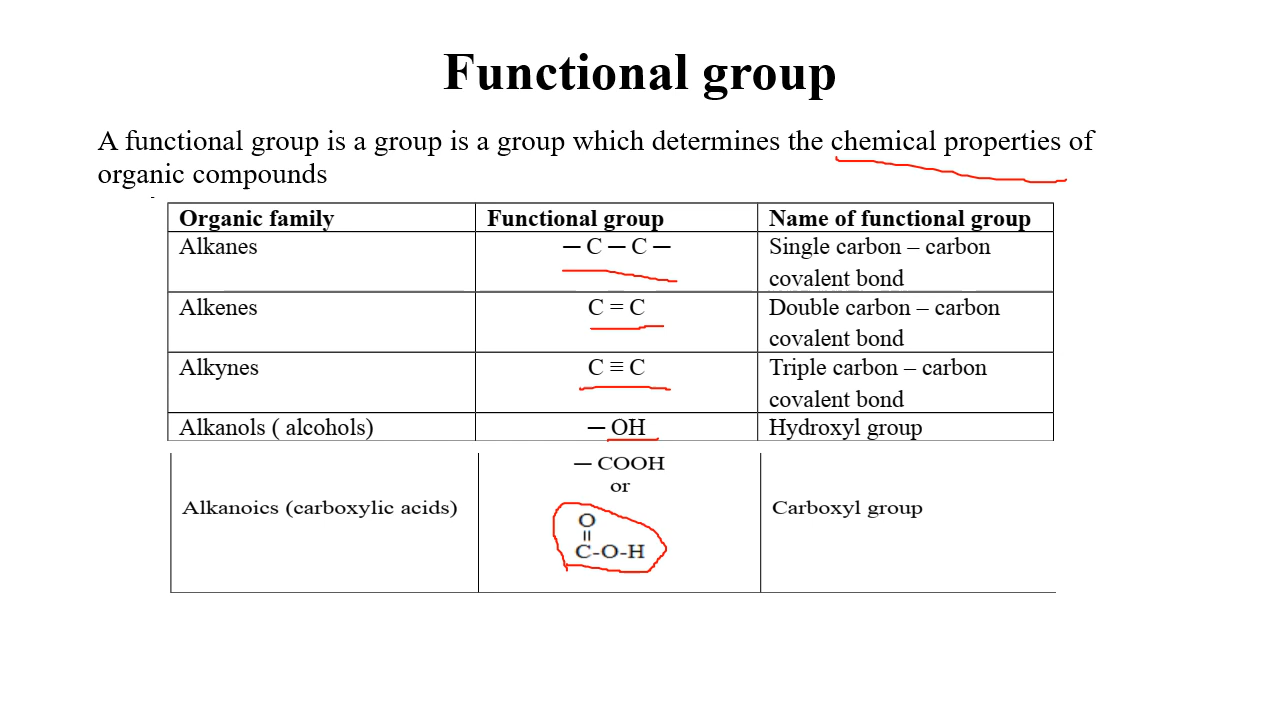 Functional group
A functional group is a group is a group which determines the chemical properties of
organic compounds
Organic family Functional group Name of functional group
Alkanes — C — C — Single carbon – carbon
covalent bond
Alkenes C = C Double carbon – carbon
covalent bond
Alkynes C ≡ C Triple carbon – carbon
covalent bond
Alkanols ( alcohols) — OH Hydroxyl group
— COOH
or
Alkanoics (carboxylic acids) Carboxyl group
O
||
C-O-H